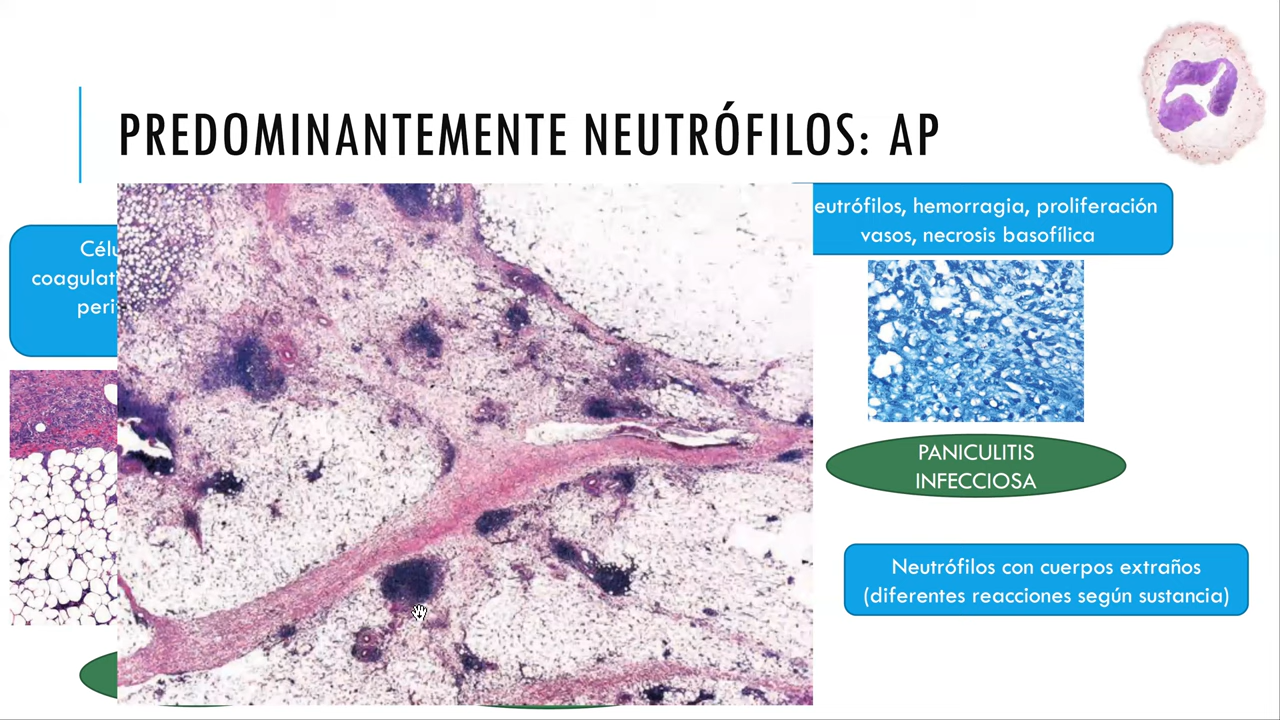 PREDOMINANTEMENTE NEUTRÓFILOS: AP
eutrófilos, hemorragia, proliferación
vasos, necrosis basofílica
PANICULITIS
INFECCIOSA
Neutrófilos con cuerpos extraños
(diferentes reacciones según sustancia)